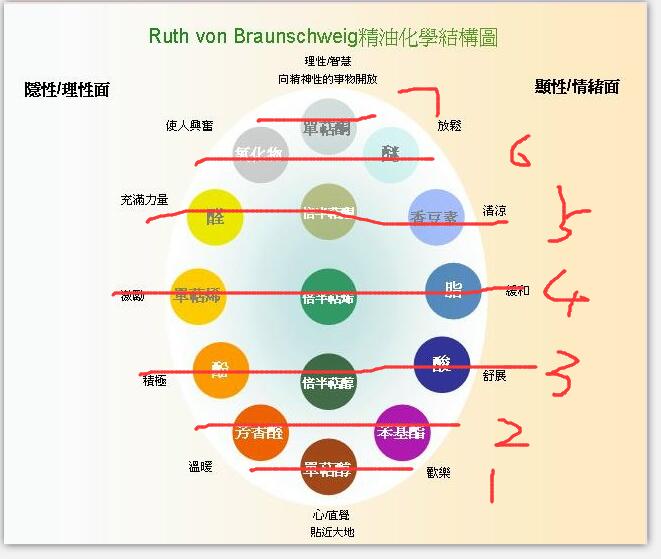 Ruth von Braunschweig精油化學結構圖
理性/智慧
向精神性的事物開放
隱性/理性面
顯性/情緒面
7
使人興奮
單萜酮
放鬆
氧化物
醚
6
充滿力量
醛
倍半萜酮
香豆素
清涼
5
激勵
單萜烯
倍半萜烯
脂
緩和
4
積極
酚
倍半萜醇
酸
舒展
3
芳香醛
苯基酯
2
溫暖
單萜醇
歡樂
1
心/直覺
貼近大地